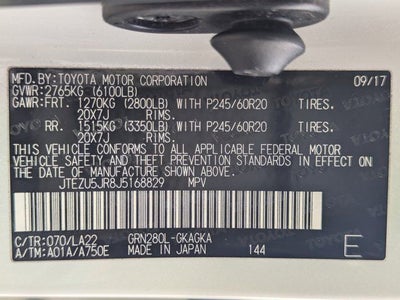 MFD.BY:TOYOTA MOTOR CORPORATION 09/17
GVWR:2765KG (6100LB)
GAWR:FRT. 1270KG (2800LB) WITH P245/60R20 TIRES.
20X7J RIMS.
RR. 1515KG (3350LB) WITH P245/60R20 TIRES.
20X7J RIMS.
THIS VEHICLE CONFORMS TO ALL APPLICABLE FEDERAL
MOTOR VEHICLE SAFETY AND THEFT PREVENTION
STANDARDS IN EFFECT ON THE DATE OF
MANUFACTURE SHOWN ABOVE.
JTEZU5JR8J5168829 MPV
C/TR:070/LA22 GRN280L-GKAGKA
A/TM:A01A/A750E MADE IN JAPAN 144 E